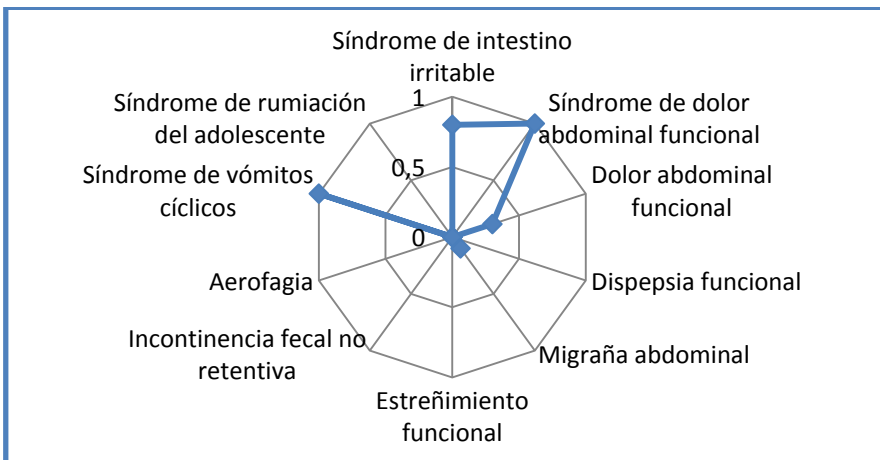 Síndrome de intestino
irritable
1
Síndrome de rumiación
del adolescente
Síndrome de dolor
abdominal funcional
Síndrome de vómitos
cíclicos
0,5
Dolor abdominal
funcional
0
Aerofagia
Dispepsia funcional
Incontinencia fecal no
retentiva
Migraña abdominal
Estreñimiento
funcional